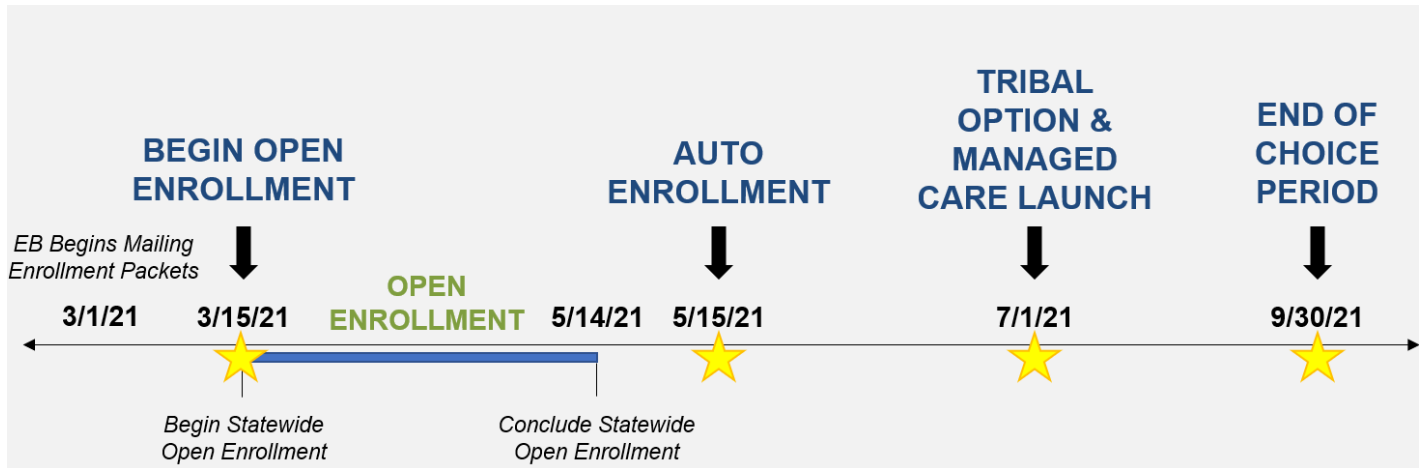 BEGIN OPEN
ENROLLMENT
AUTO
ENROLLMENT
TRIBAL
OPTION &
MANAGED
CARE LAUNCH
END OF
CHOICE
PERIOD
EB Begins Mailing
Enrollment Packets
OPEN
ENROLLMENT
3/1/21
3/15/21
5/14/21
5/15/21
7/1/21
9/30/21
Begin Statewide
Open Enrollment
Conclude Statewide
Open Enrollment